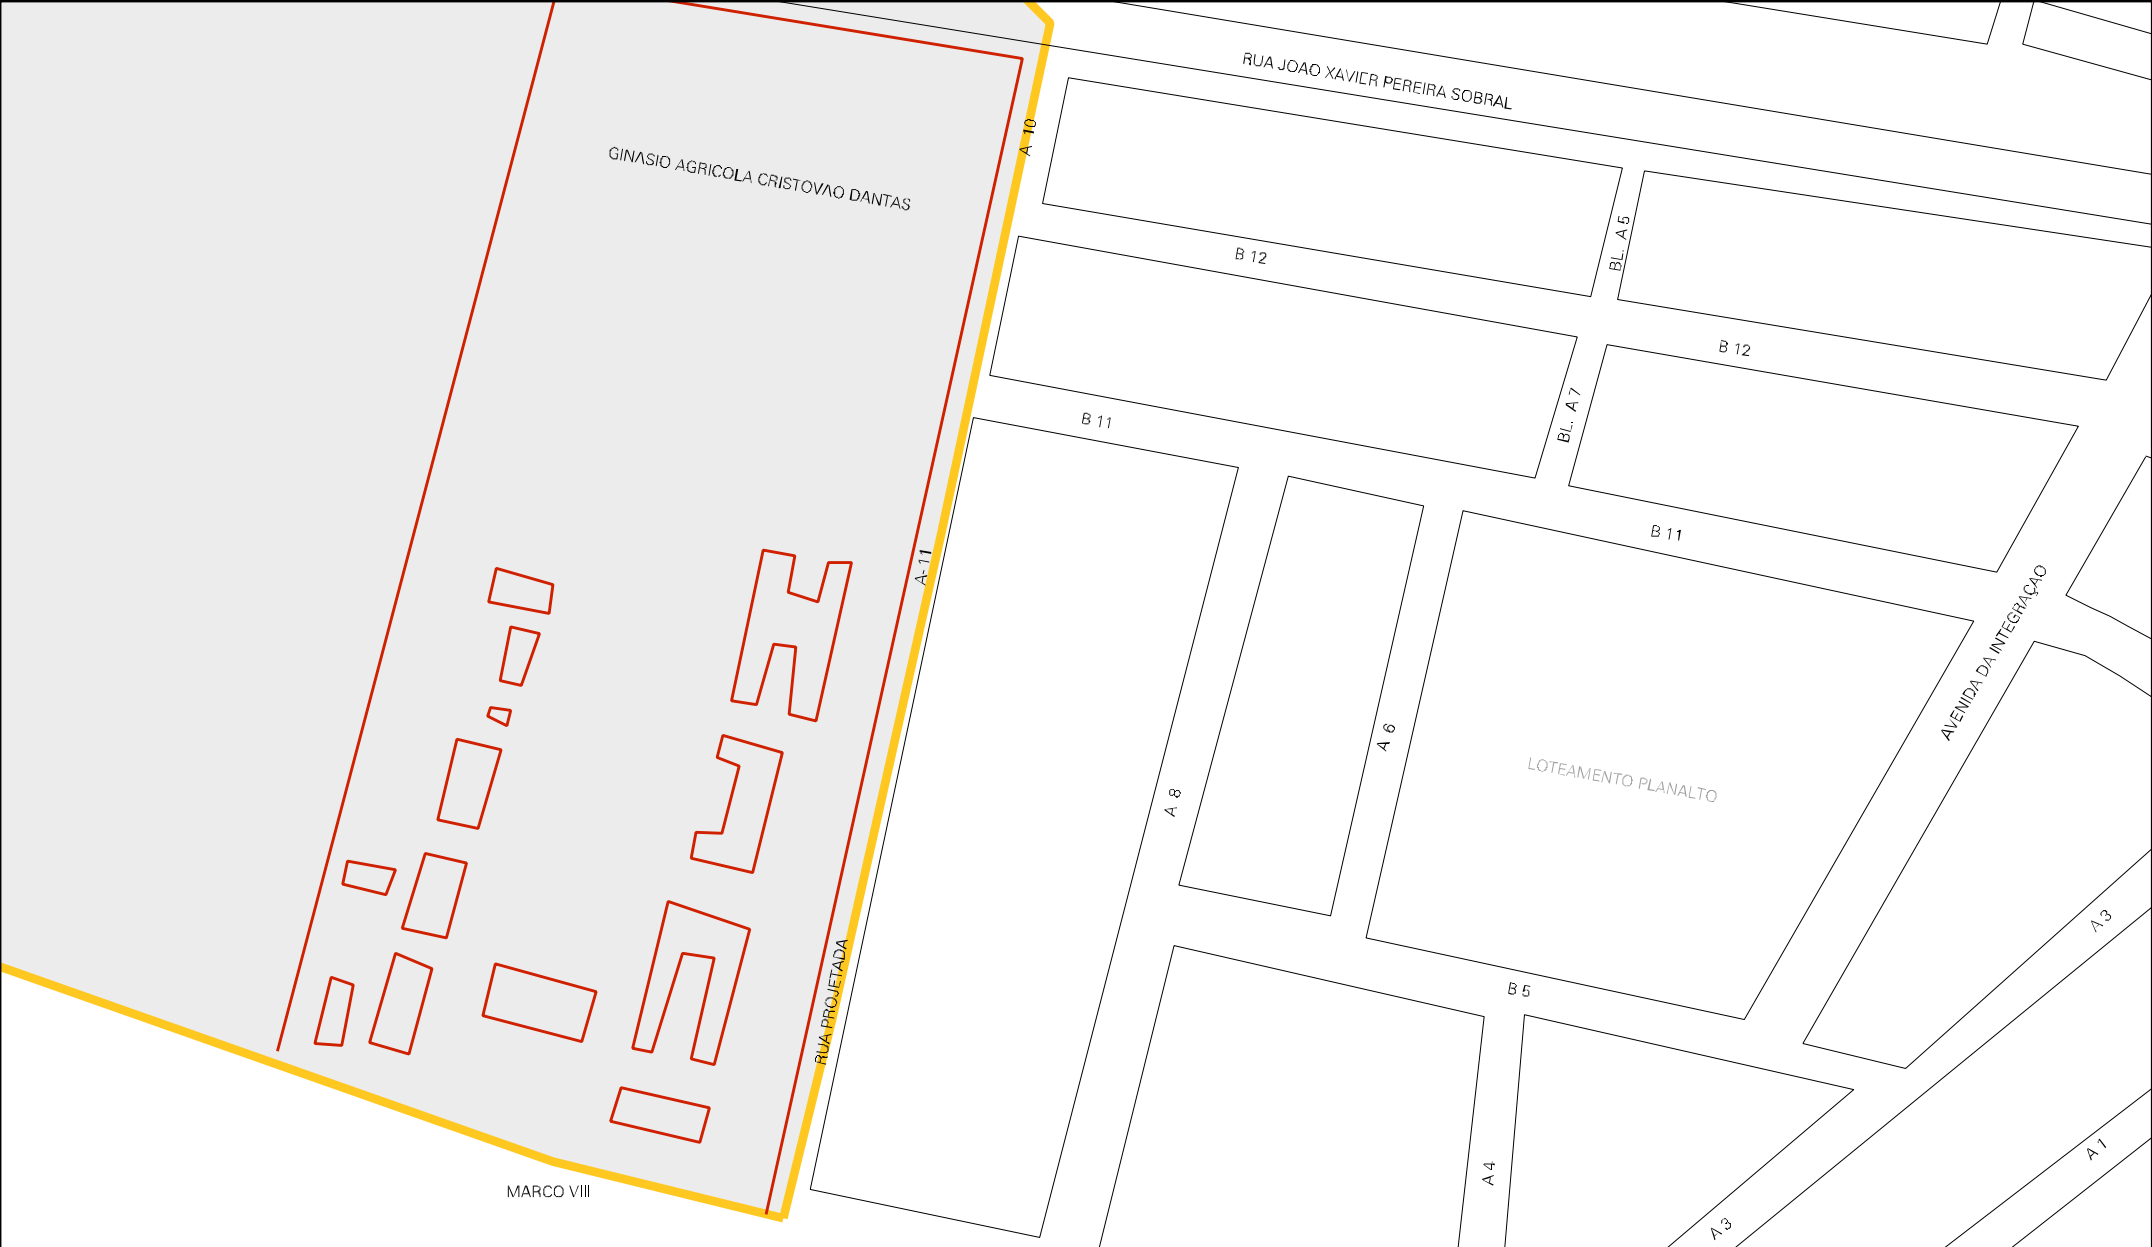 RUA JOAO XAVIER PEREIRA SOBRAL
A 10
GINASIO AGRICOLA CRISTOVAO DANTAS
BL. A 5
B 12
B 12
BL. A 7
B 11
B 11
A- 11
AVENIDA DA INTEGRAÇAO
A 6
LOTEAMENTO PLANALTO
A 8
A 3
RUA PROJETADA
B 5
A 1
A 4
MARCO VIII
A 3